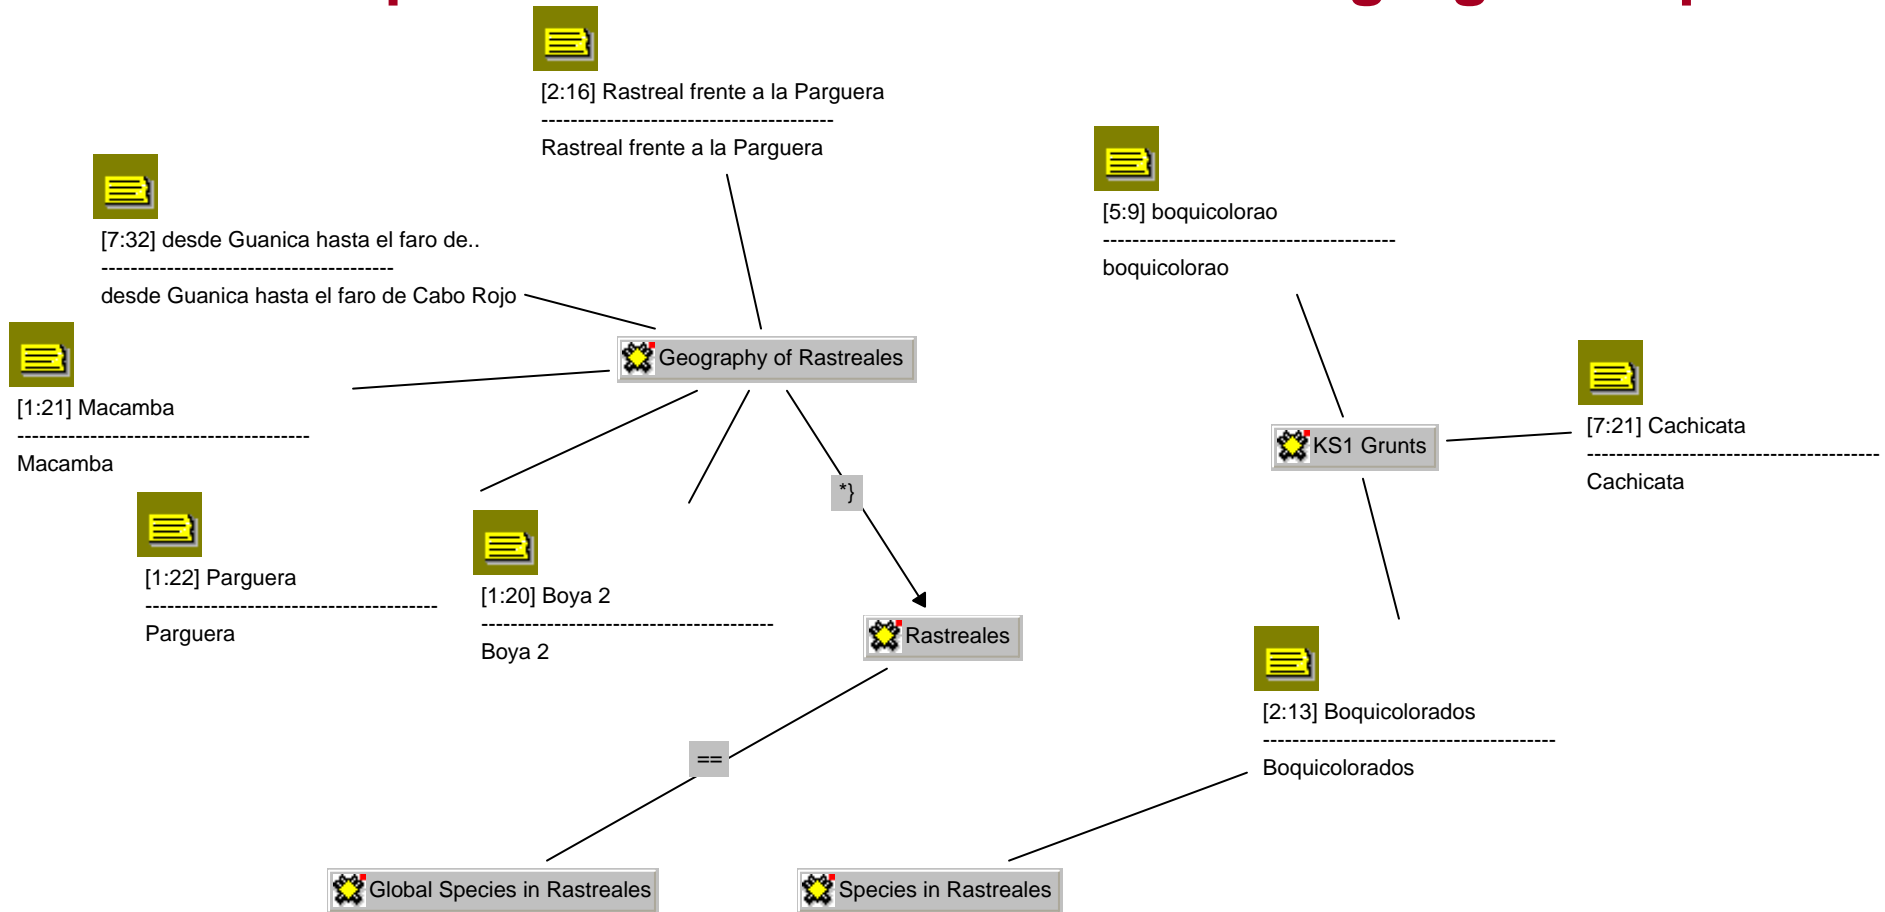 [2:16] Rastreal frente a la Parguera
----------------------------------------
Rastreal frente a la Parguera
[7:32] desde Guanica hasta el faro de..
----------------------------------------
desde Guanica hasta el faro de Cabo Rojo
[5:9] boquicolorao
----------------------------------------
boquicolorao
Geography of Rastreales
[1:21] Macamba
----------------------------------------
Macamba
KS1 Grunts
[7:21] Cachicata
----------------------------------------
Cachicata
*}
[1:22] Parguera
----------------------------------------
Parguera
[1:20] Boya 2
----------------------------------------
Boya 2
Rastreales
[2:13] Boquicolorados
----------------------------------------
Boquicolorados
==
Global Species in Rastreales
Species in Rastreales